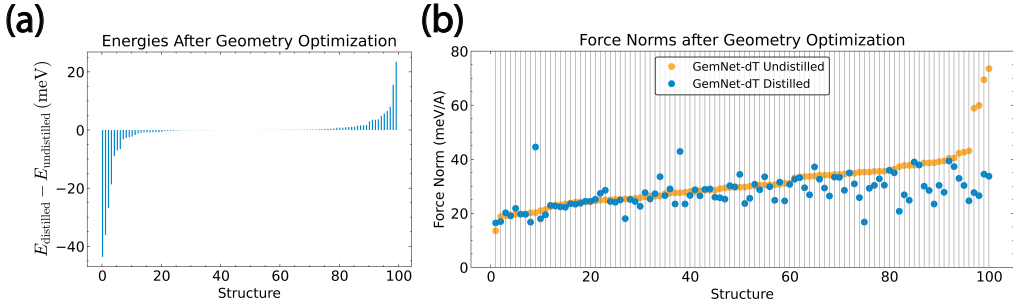 (a)
Energies After Geometry Optimization
E_distilled − E_undistilled (meV)
20
0
−20
−40
0
20
40
60
80
100
Structure
(b)
Force Norms after Geometry Optimization
GemNet-dT Undistilled
GemNet-dT Distilled
Force Norm (meV/A)
80
60
40
20
0
0
20
40
60
80
100
Structure